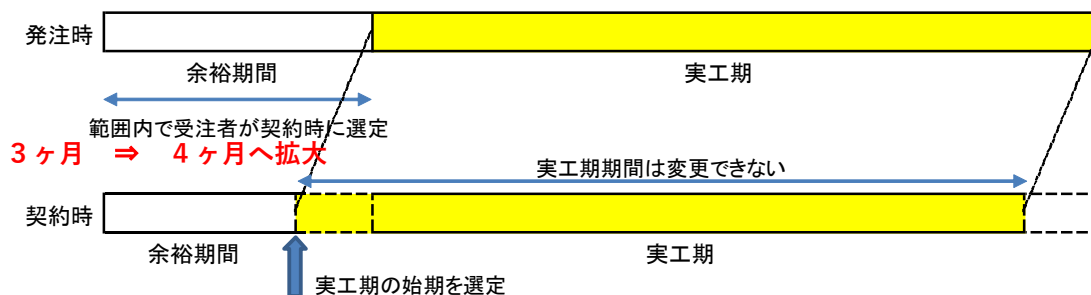 発注時
余裕期間
実工期
範囲内で受注者が契約時に選定
３ヶ月　⇒　４ヶ月へ拡大
実工期期間は変更できない
契約時
余裕期間
実工期
実工期の始期を選定